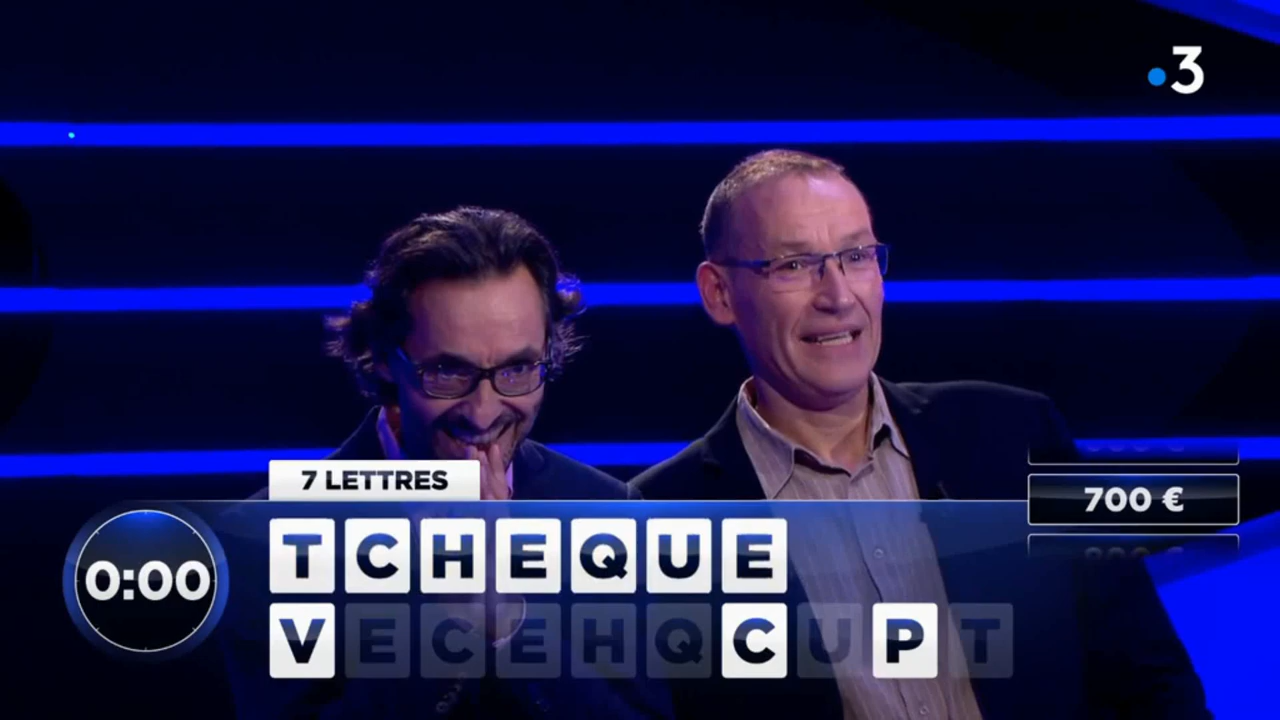 3
7 LETTRES
700 €
TCHEQUE
0:00
VECEHQCUPT